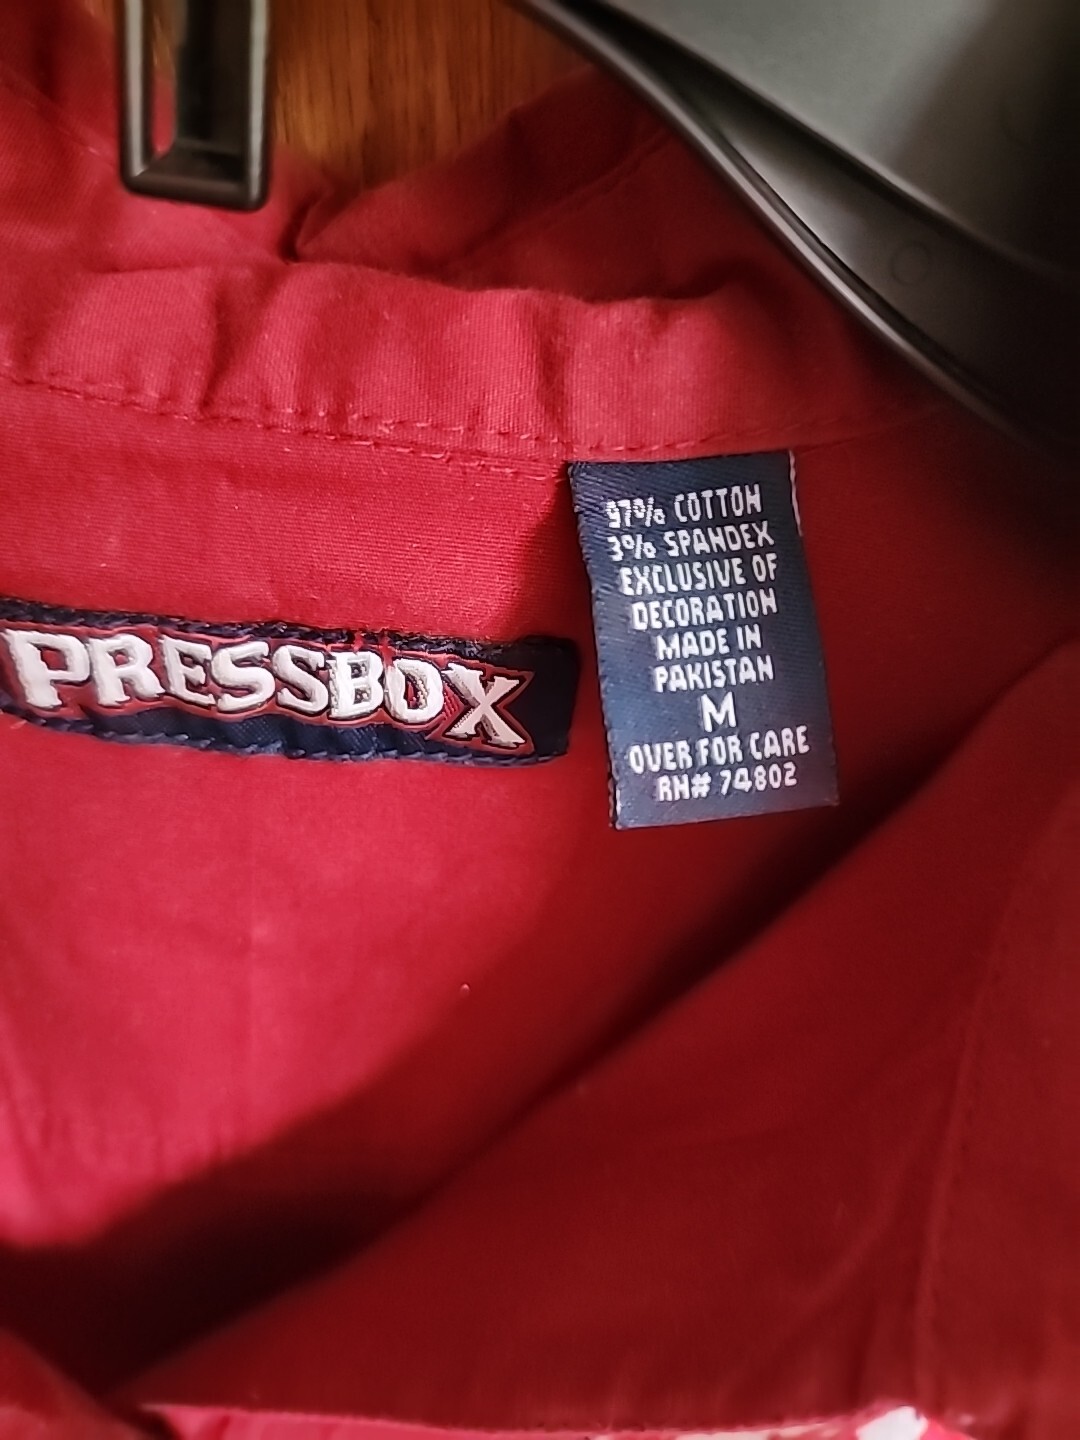 PRESSBOX
97% COTTON
3% SPANDEX
EXCLUSIVE OF
DECORATION
MADE IN
PAKISTAN
M
OVER FOR CARE
RN# 74802